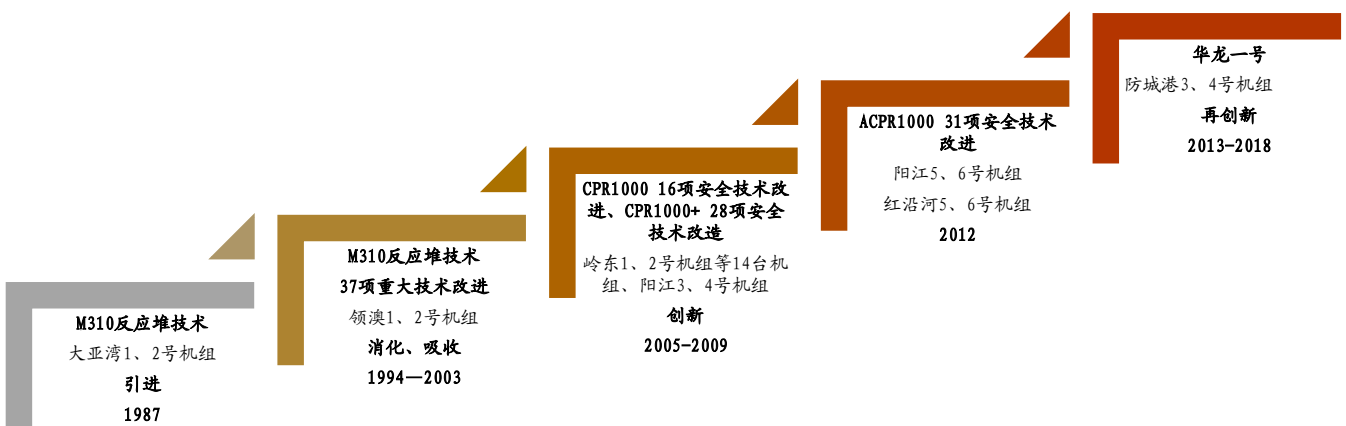 M310反应堆技术
大亚湾1、2号机组
引进
1987
M310反应堆技术
37项重大技术改进
领澳1、2号机组
消化、吸收
1994—2003
CPR1000 16项安全技术改
进、CPR1000+ 28项安全
技术改造
岭东1、2号机组等14台机
组、阳江3、4号机组
创新
2005-2009
ACPR1000 31项安全技术
改进
阳江5、6号机组
红沿河5、6号机组
2012
华龙一号
防城港3、4号机组
再创新
2013-2018